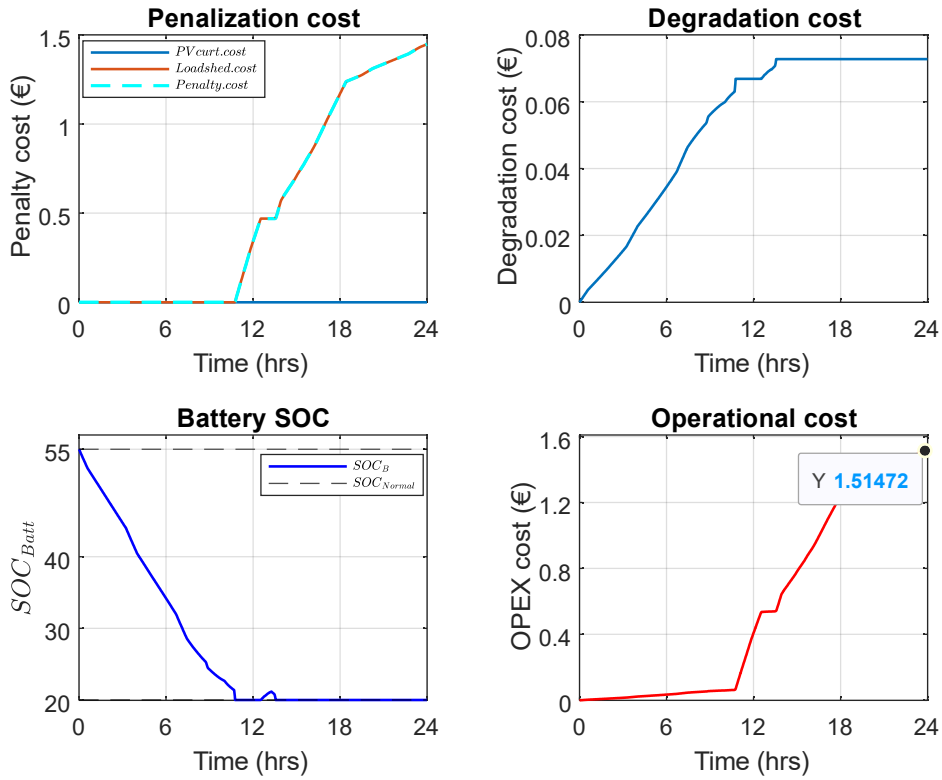 Penalization cost
Penalty cost (€)
1.5
1
0.5
0
PVcurt.cost
Loadshed.cost
Penalty.cost
0 6 12 18 24
Time (hrs)
Degradation cost
Degradation cost (€)
0.08
0.06
0.04
0.02
0
0 6 12 18 24
Time (hrs)
Battery SOC
SOC_Batt
55
40
30
20
SOC_B
SOC_Normal
0 6 12 18 24
Time (hrs)
Operational cost
OPEX cost (€)
1.6
1.2
0.8
0.4
0
Y 1.51472
0 6 12 18 24
Time (hrs)